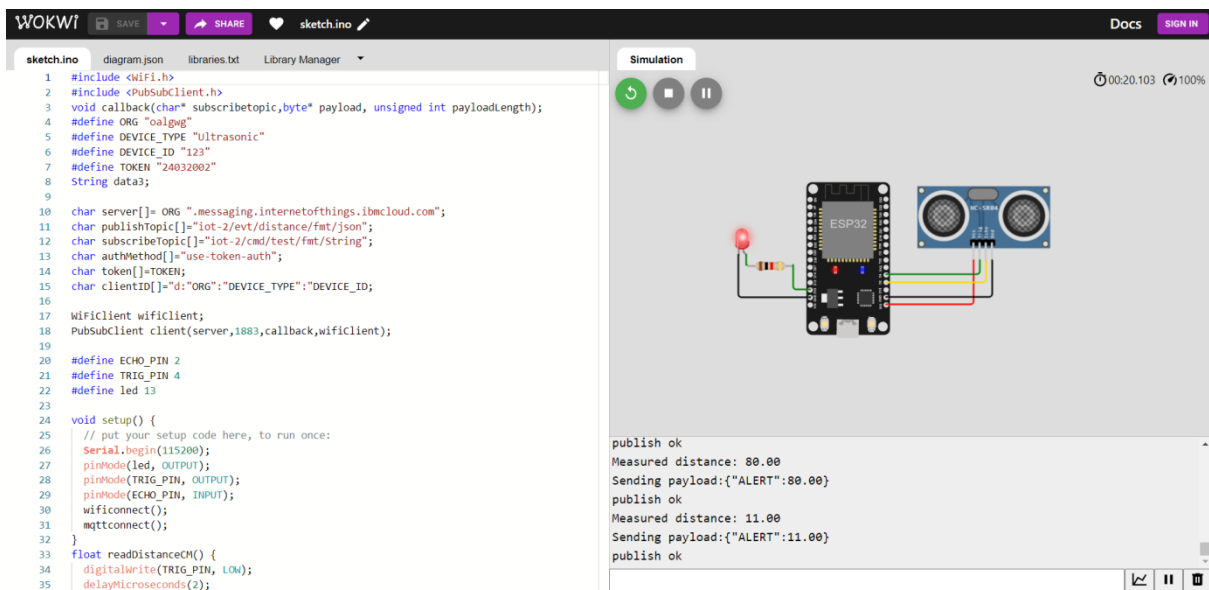 WOKWi SAVE SHARE sketch.ino Docs SIGN IN
sketch.ino diagram.json libraries.txt Library Manager
1 #include <WiFi.h>
2 #include <PubSubClient.h>
3 void callback(char* subscribetopic,byte* payload, unsigned int payloadLength);
4 #define ORG "oalgwg"
5 #define DEVICE_TYPE "Ultrasonic"
6 #define DEVICE_ID "123"
7 #define TOKEN "24032002"
8 String data3;
9
10 char server[]= ORG ".messaging.internetofthings.ibmcloud.com";
11 char publishTopic[]="iot-2/evt/distance/fmt/json";
12 char subscribeTopic[]="iot-2/cmd/test/fmt/String";
13 char authMethod[]="use-token-auth";
14 char token[]=TOKEN;
15 char clientID[]="d:"ORG":"DEVICE_TYPE":"DEVICE_ID;
16
17 WiFiClient wifiClient;
18 PubSubClient client(server,1883,callback,wifiClient);
19
20 #define ECHO_PIN 2
21 #define TRIG_PIN 4
22 #define led 13
23
24 void setup() {
25 // put your setup code here, to run once:
26 Serial.begin(115200);
27 pinMode(led, OUTPUT);
28 pinMode(TRIG_PIN, OUTPUT);
29 pinMode(ECHO_PIN, INPUT);
30 wificonnect();
31 mqttconnect();
32 }
33 float readDistanceCM() {
34 digitalWrite(TRIG_PIN, LOW);
35 delayMicroseconds(2);
Simulation
00:20.103 100%
ESP32
HC-SR04
publish ok
Measured distance: 80.00
Sending payload:{"ALERT":80.00}
publish ok
Measured distance: 11.00
Sending payload:{"ALERT":11.00}
publish ok